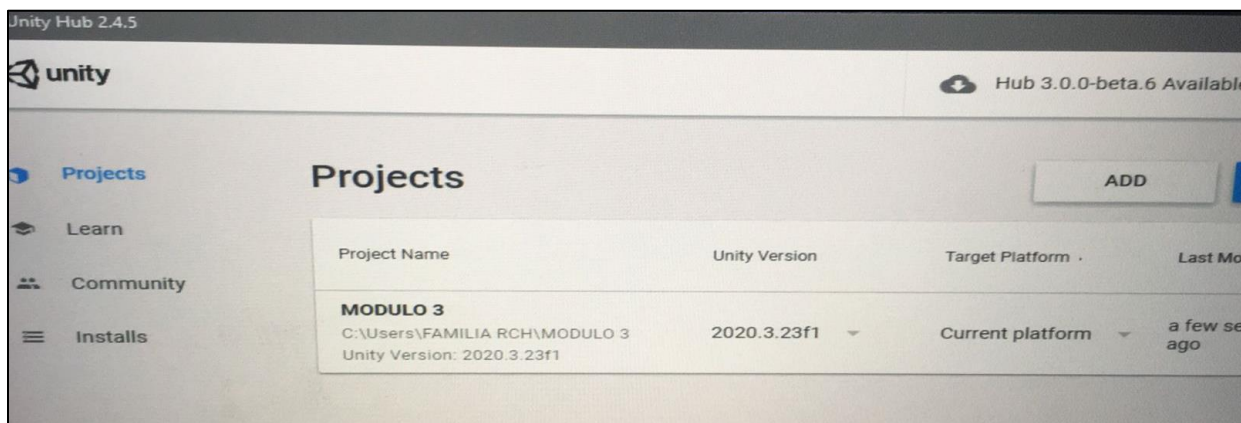 Unity Hub 2.4.5
unity
Hub 3.0.0-beta.6 Available
Projects
Learn
Community
Installs
Projects
ADD
Project Name Unity Version Target Platform Last Mo
MODULO 3
C:\Users\FAMILIA RCH\MODULO 3
Unity Version: 2020.3.23f1
2020.3.23f1
Current platform
a few se
ago